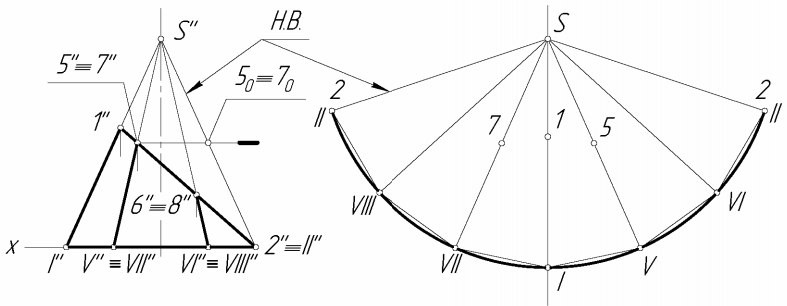 S″
Н.В.
S
5″≡7″
5₀≡7₀
2
2
II
II
1″
7
1
5
6″≡8″
VIII
VI
x
2″≡II″
VII
V
I″
V″≡VII″
VI″≡VIII″
I